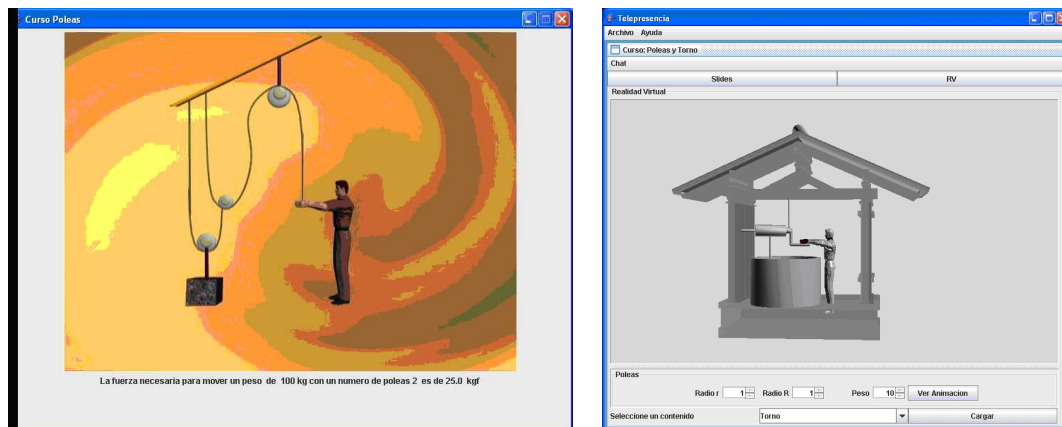 Curso Poleas
La fuerza necesaria para mover un peso de 100 kg con un numero de poleas 2 es de 25.0 kgf
Telepresencia
Archivo Ayuda
Curso: Poleas y Torno
Chat
Slides RV
Realidad Virtual
Poleas
Radio r 1 Radio R 1 Peso 10 Ver Animacion
Seleccione un contenido Torno Cargar